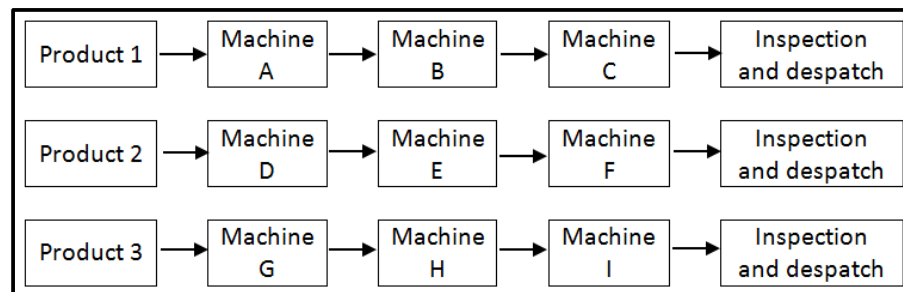 Product 1
Machine
A
Machine
B
Machine
C
Inspection
and despatch
Product 2
Machine
D
Machine
E
Machine
F
Inspection
and despatch
Product 3
Machine
G
Machine
H
Machine
I
Inspection
and despatch